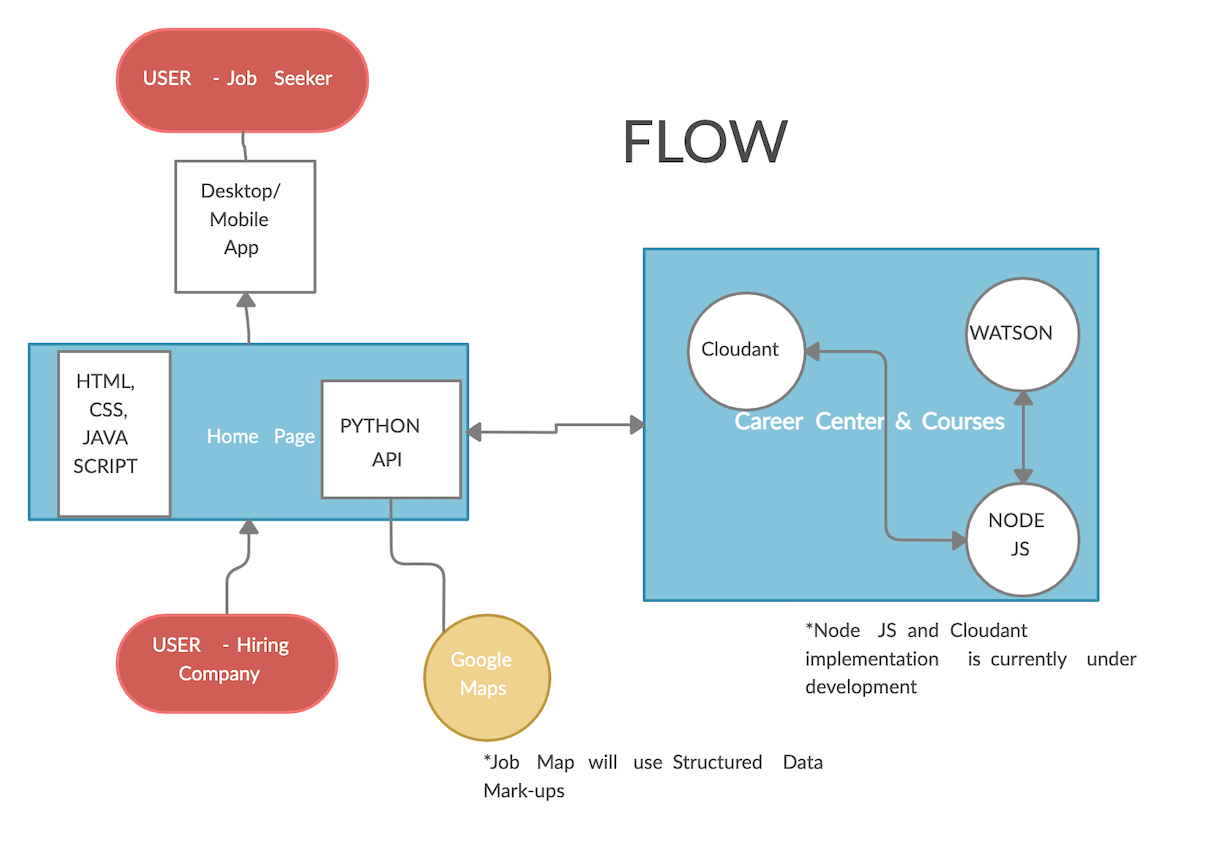 USER - Job Seeker
FLOW
Desktop/
Mobile
App
HTML,
CSS,
JAVA
SCRIPT
Home Page
PYTHON
API
Cloudant
WATSON
Career Center & Courses
NODE
JS
USER - Hiring
Company
Google
Maps
*Node JS and Cloudant
implementation is currently under
development
*Job Map will use Structured Data
Mark-ups